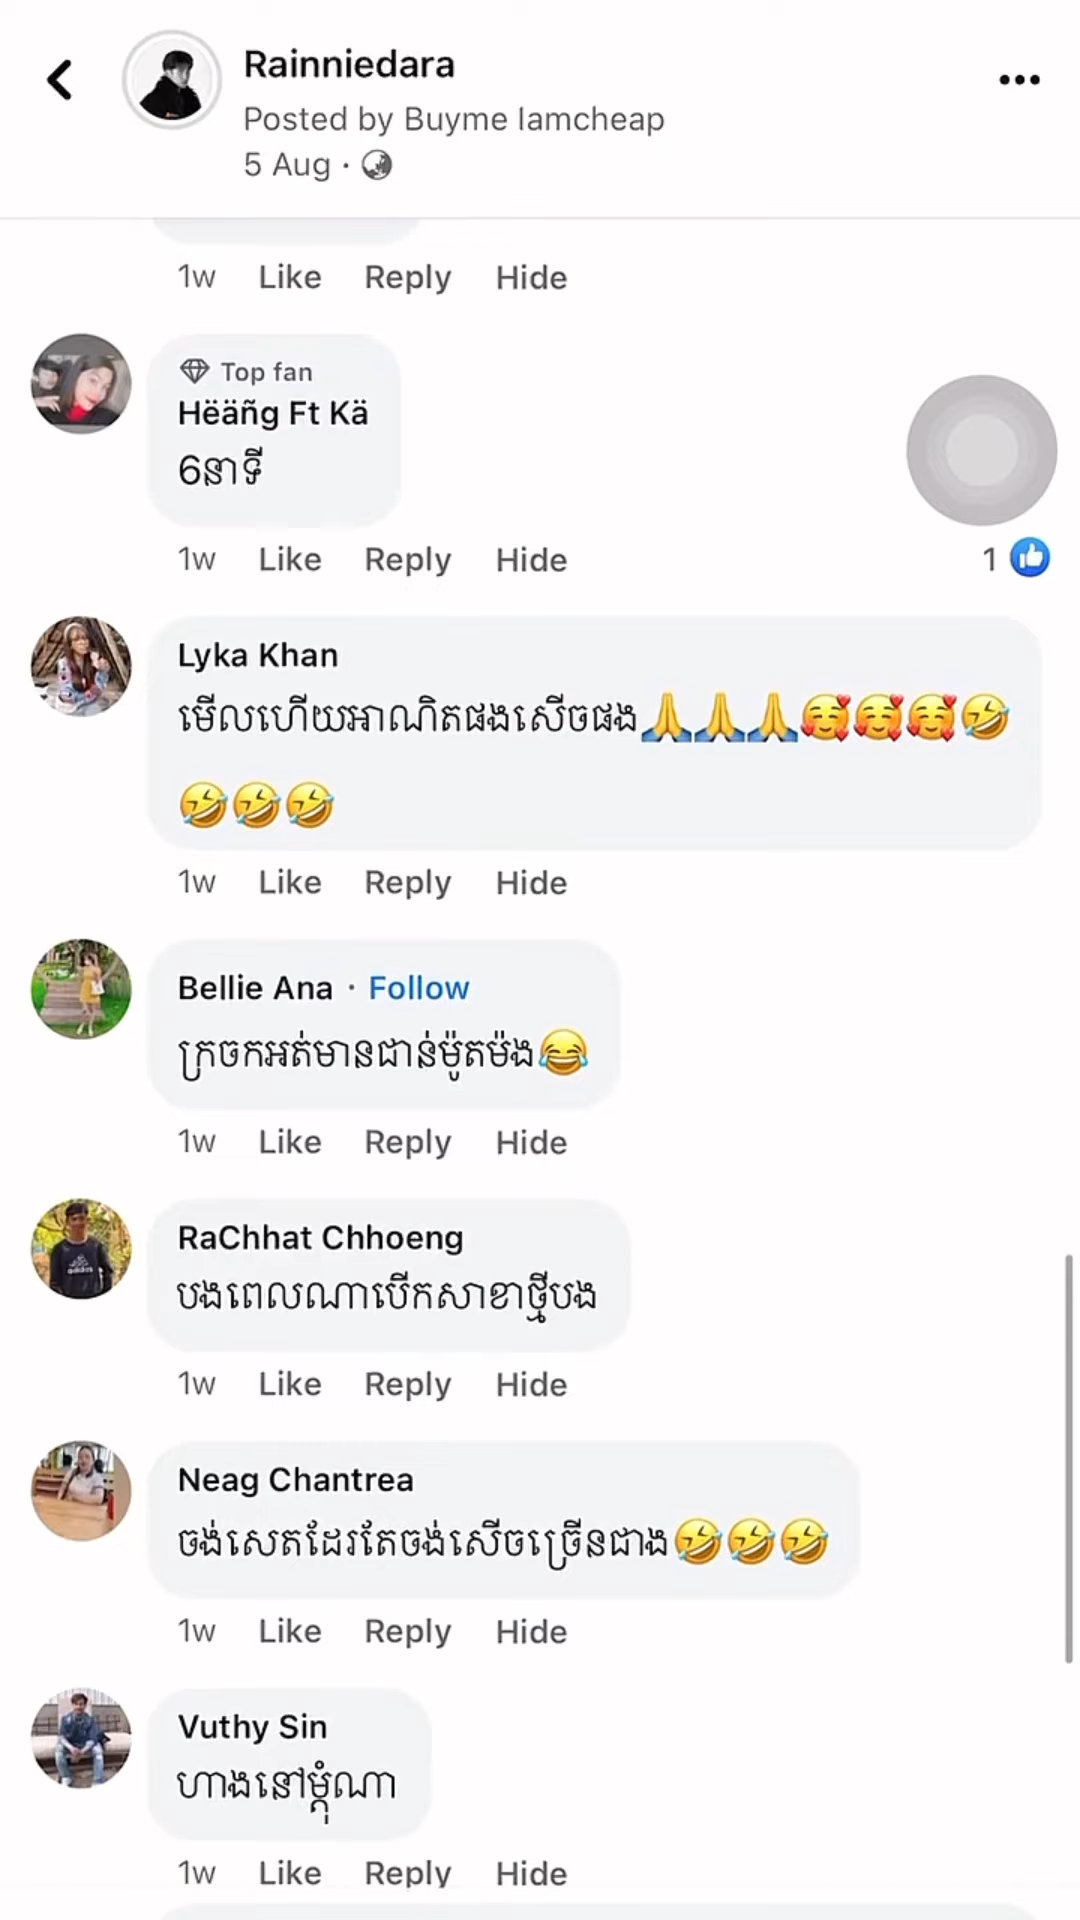 Rainniedara
Posted by Buyme Iamcheap
5 Aug ·
1w Like Reply Hide
Top fan
Hëäñg Ft Kä
6នាទី
1w Like Reply Hide 1
Lyka Khan
មើលហើយអាណិតផងសើចផង🙏🙏🙏🥰🥰🥰🤣
🤣🤣🤣
1w Like Reply Hide
Bellie Ana · Follow
ក្រចកអត់មានជាន់ម៉ូតម៉ង😂
1w Like Reply Hide
RaChhat Chhoeng
បងពេលណាបើកសាខាថ្មីបង
1w Like Reply Hide
Neag Chantrea
ចង់សេតដែរតែចង់សើចច្រើនជាង🤣🤣🤣
1w Like Reply Hide
Vuthy Sin
ហាងនៅម្ដុំណា
1w Like Reply Hide